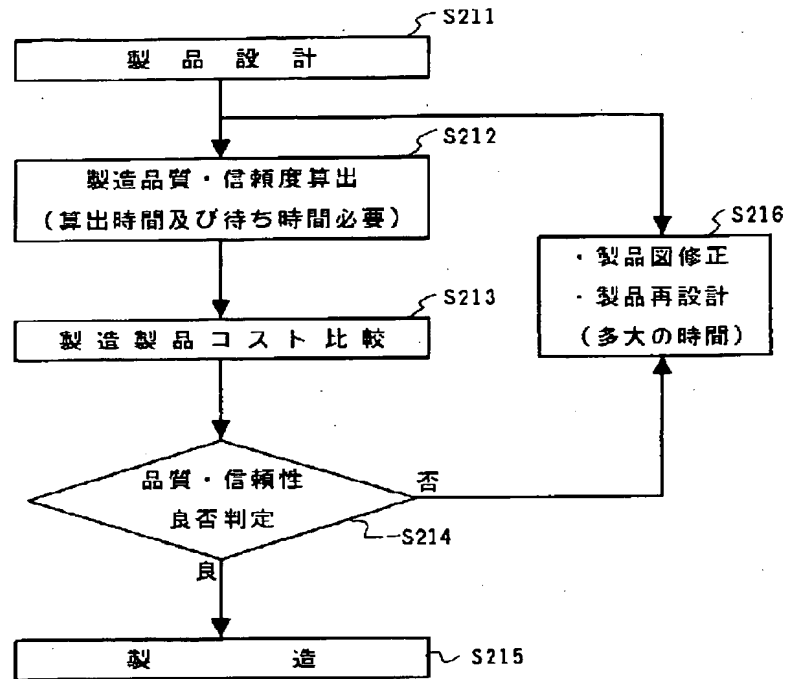 S211
製品設計
S212
製造品質・信頼度算出
(算出時間及び待ち時間必要)
S216
・製品図修正
・製品再設計
(多大の時間)
S213
製造製品コスト比較
品質・信頼性
良否判定
否
S214
良
製造
S215